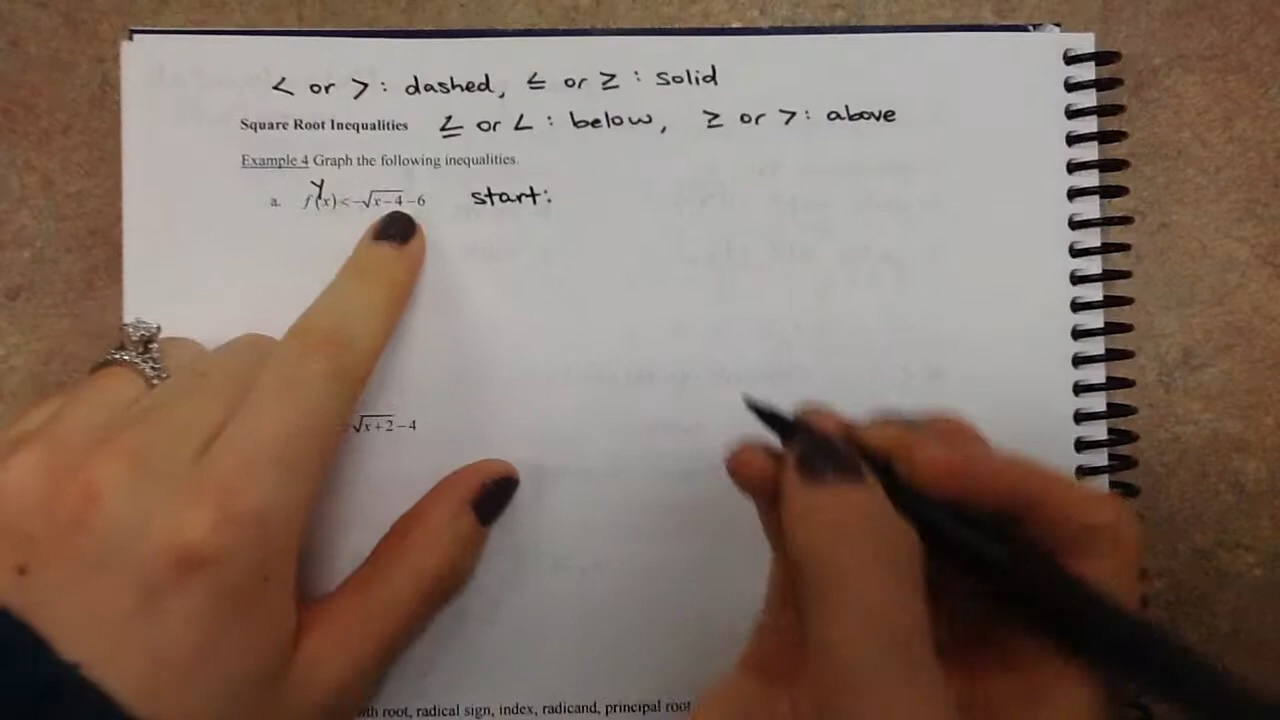 < or >: dashed, ≤ or ≥: solid
Square Root Inequalities ≤ or <: below, ≥ or >: above
Example 4 Graph the following inequalities.
a. f(x) < -√x-4 - 6 start:
y
√x+2 - 4
th root, radical sign, index, radicand, principal root